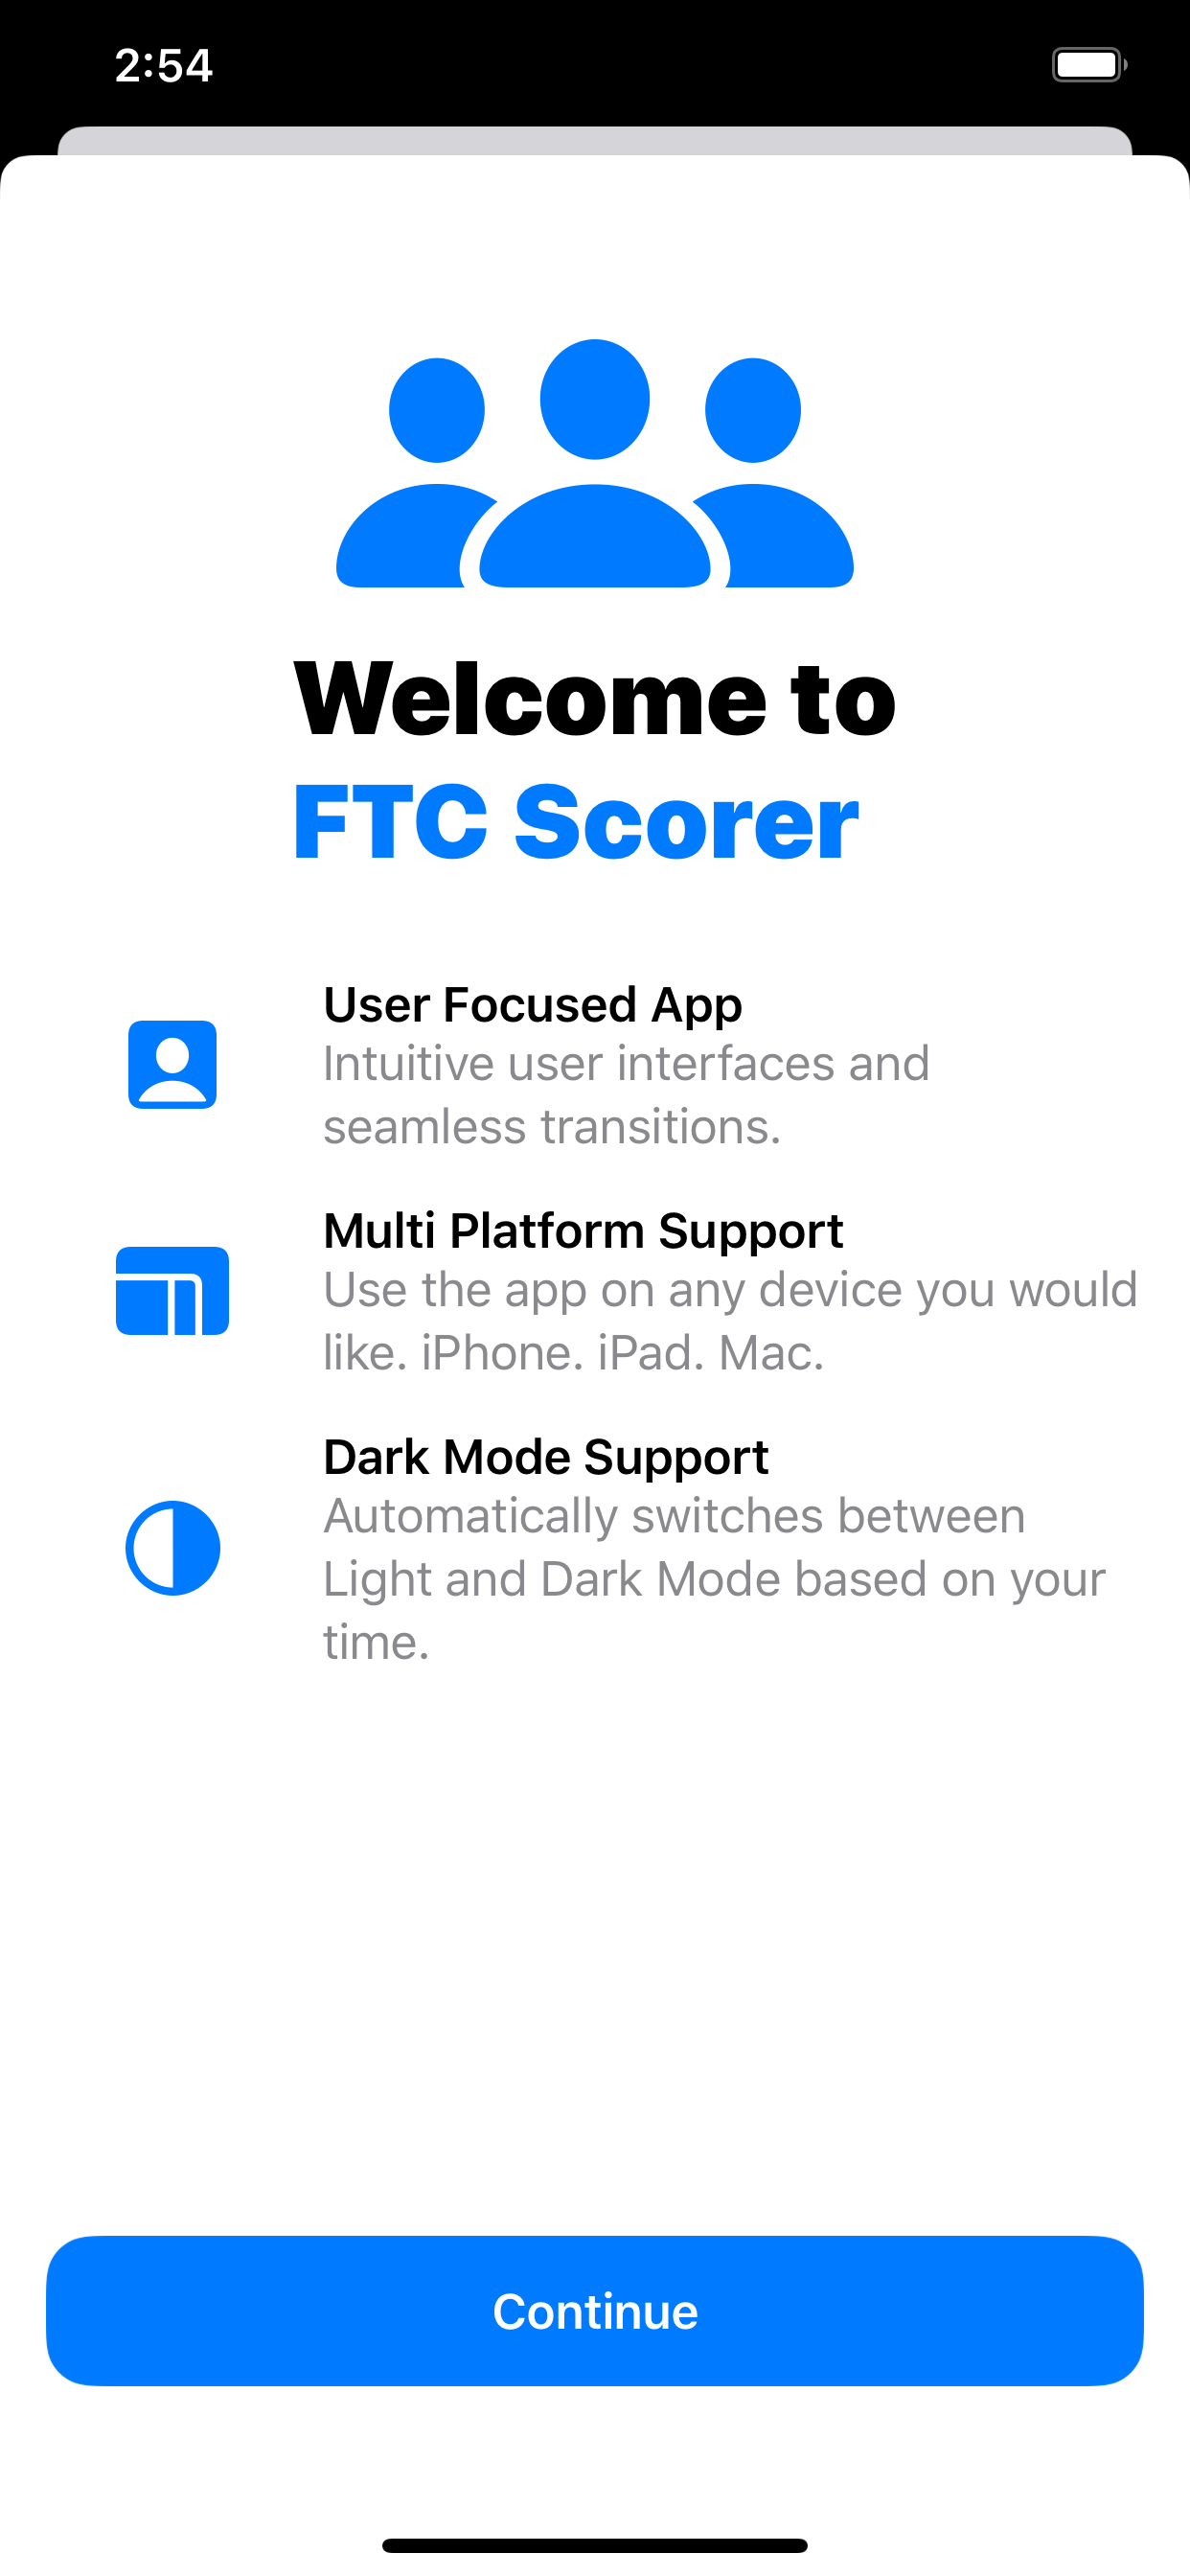 2:54
Welcome to
FTC Scorer
User Focused App
Intuitive user interfaces and
seamless transitions.
Multi Platform Support
Use the app on any device you would
like. iPhone. iPad. Mac.
Dark Mode Support
Automatically switches between
Light and Dark Mode based on your
time.
Continue